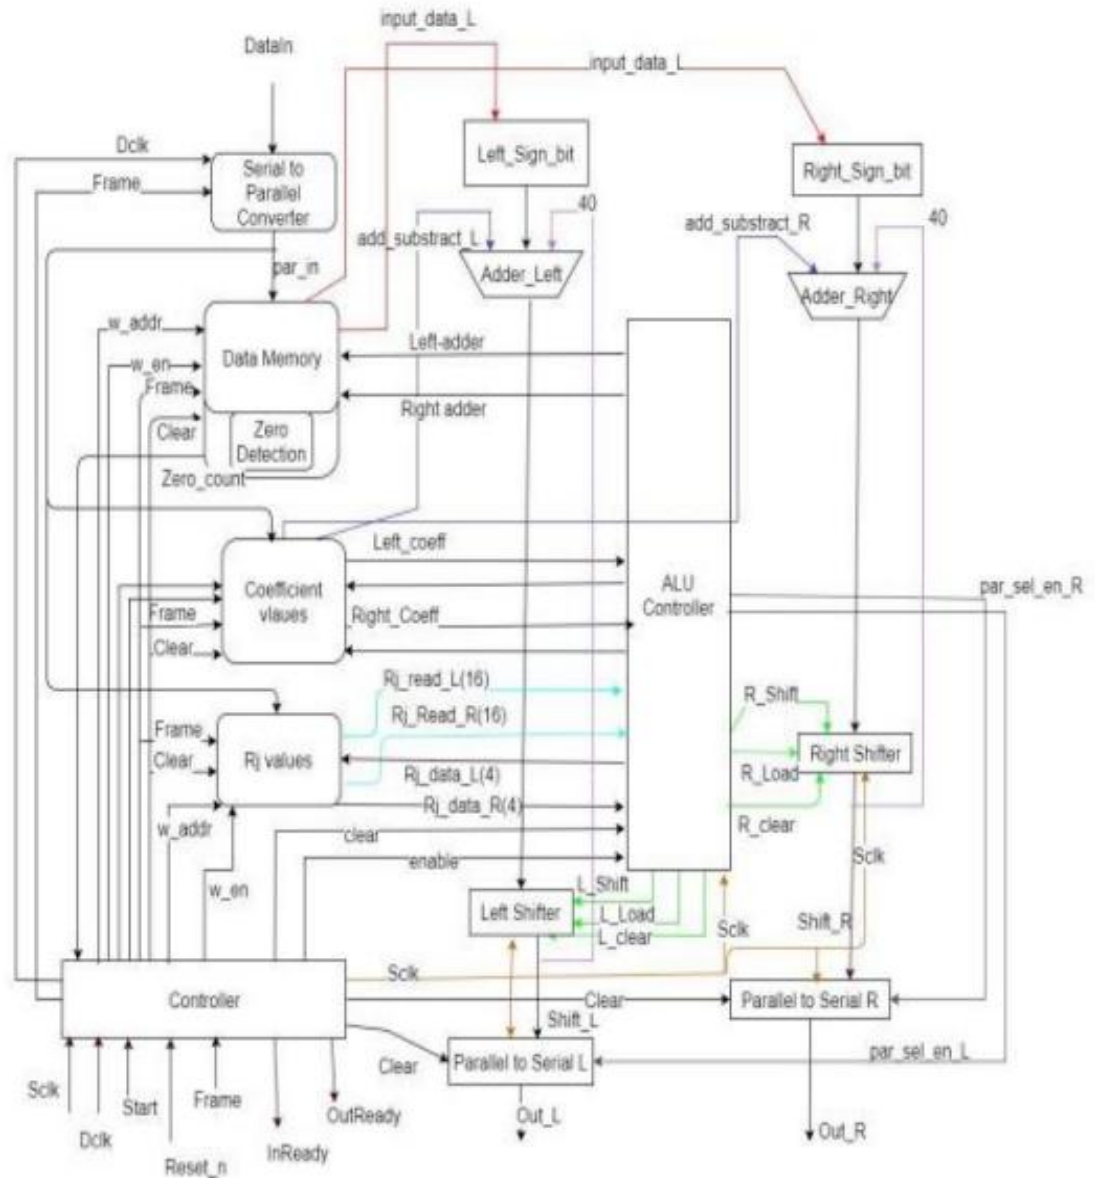 input_data_L
DataIn
input_data_L
Dclk
Serial to
Parallel
Converter
Frame
Left_Sign_bit
Right_Sign_bit
40
40
add_substract_L
add_substract_R
par_in
Adder_Left
Adder_Right
w_addr
Data Memory
Left-adder
w_en
Frame
Right adder
Clear
Zero
Detection
Zero_count
Left_coeff
Coefficient
vlaues
ALU
Controller
par_sel_en_R
Frame
Right_Coeff
Clear
Rj_read_L(16)
R_Shift
Rj_Read_R(16)
Frame
Rj values
Right Shifter
Clear
Rj_data_L(4)
R_Load
Rj_data_R(4)
w_addr
clear
R_clear
enable
Sclk
w_en
L_Shift
Left Shifter
L_Load
L_clear
Sclk
Shift_R
Sclk
Controller
Clear
Parallel to Serial R
Shift_L
Clear
Parallel to Serial L
par_sel_en_L
Sclk
Start
Frame
OutReady
Out_L
Out_R
Dclk
InReady
Reset_n